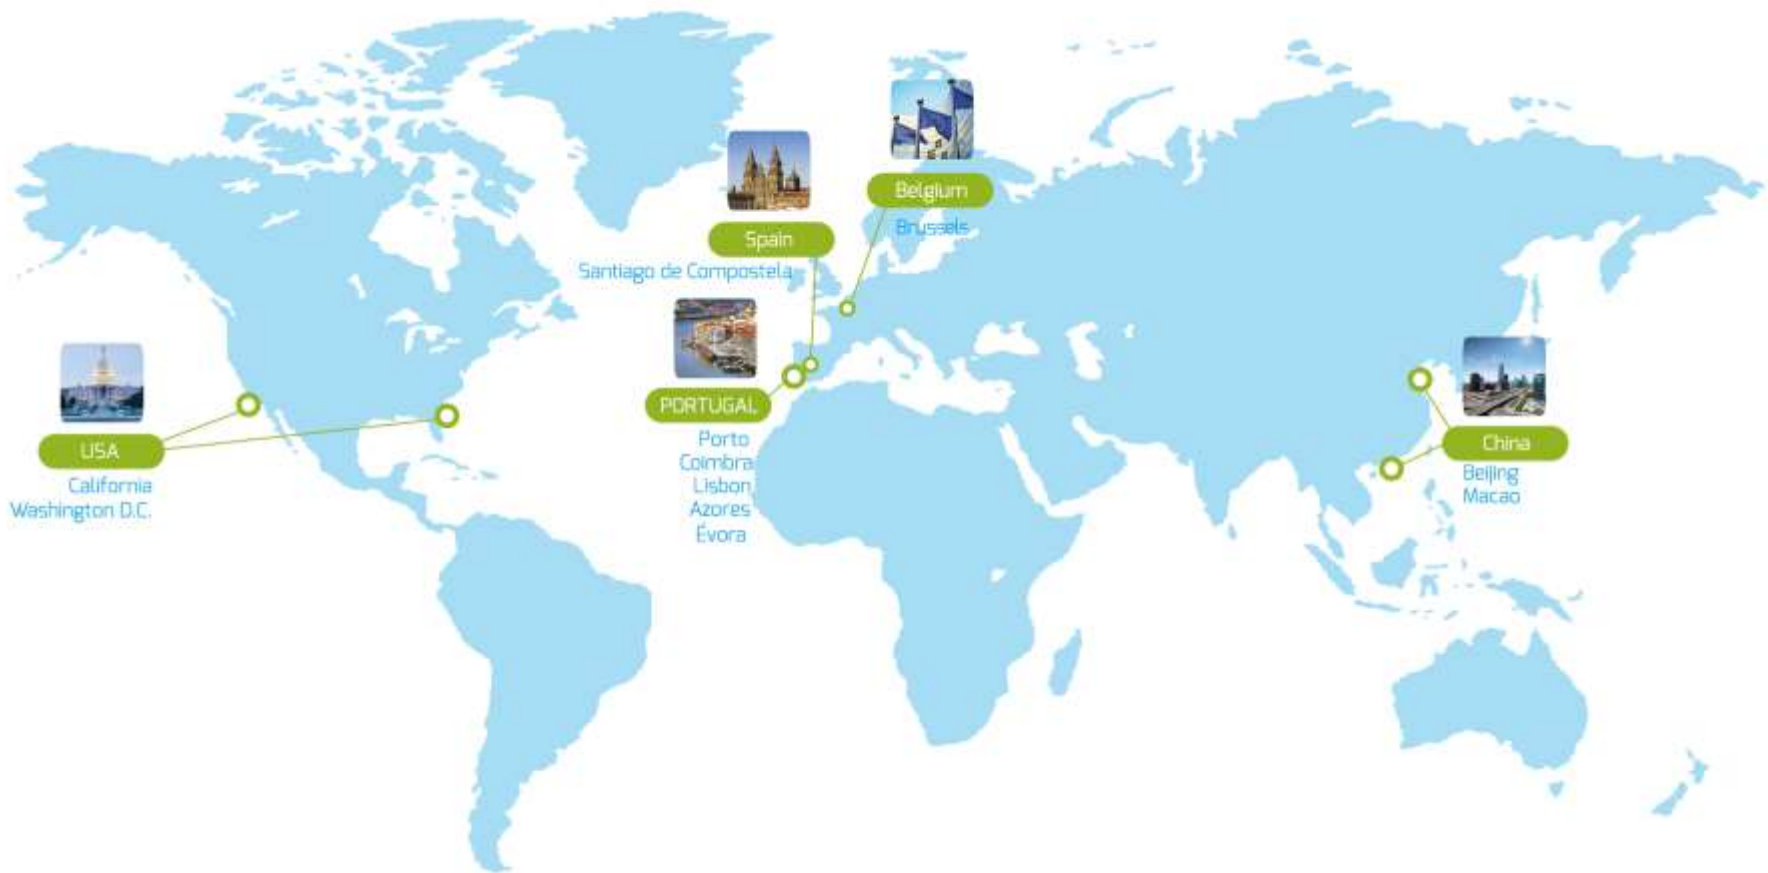 Belgium
Brussels
Spain
Santiago de Compostela
PORTUGAL
Porto
Coimbra
Lisbon
Azores
Évora
USA
California
Washington D.C.
China
Beijing
Macao